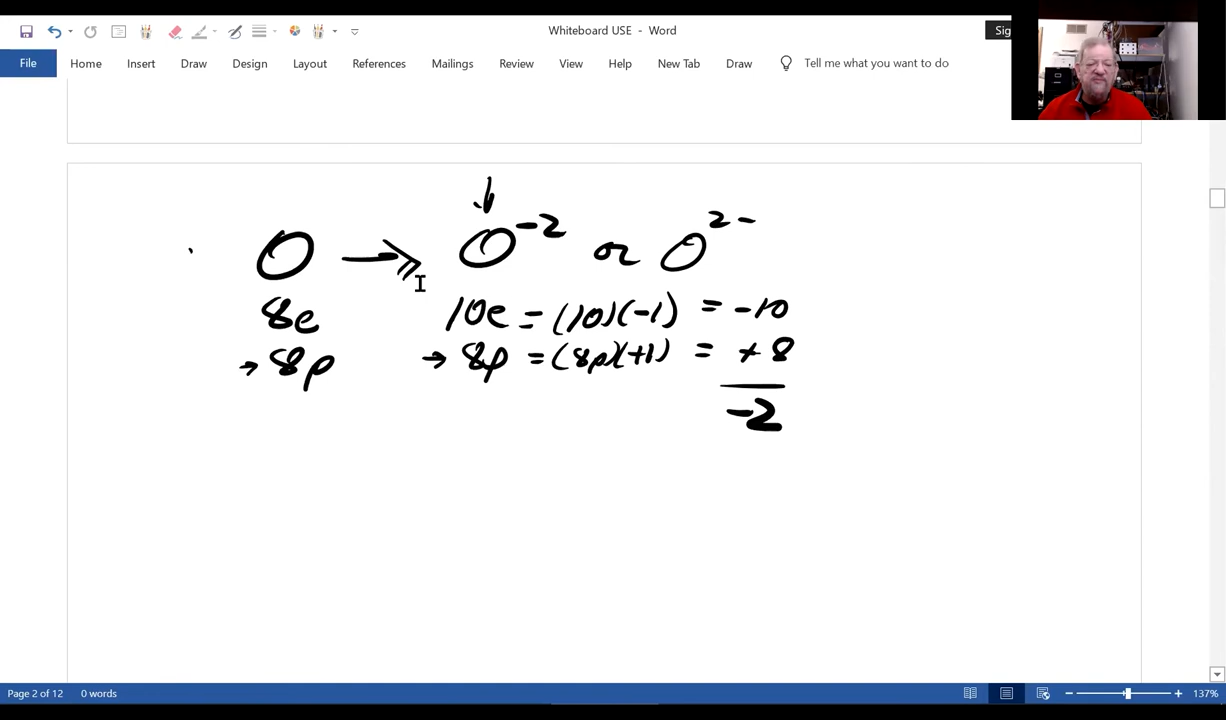 Whiteboard USE - Word
Sig
File Home Insert Draw Design Layout References Mailings Review View Help New Tab Draw Tell me what you want to do
O → O⁻² or O²⁻
8e 10e = (10)(-1) = -10
→ 8p → 8p = (8p)(+1) = +8
-2
Page 2 of 12 0 words 137%